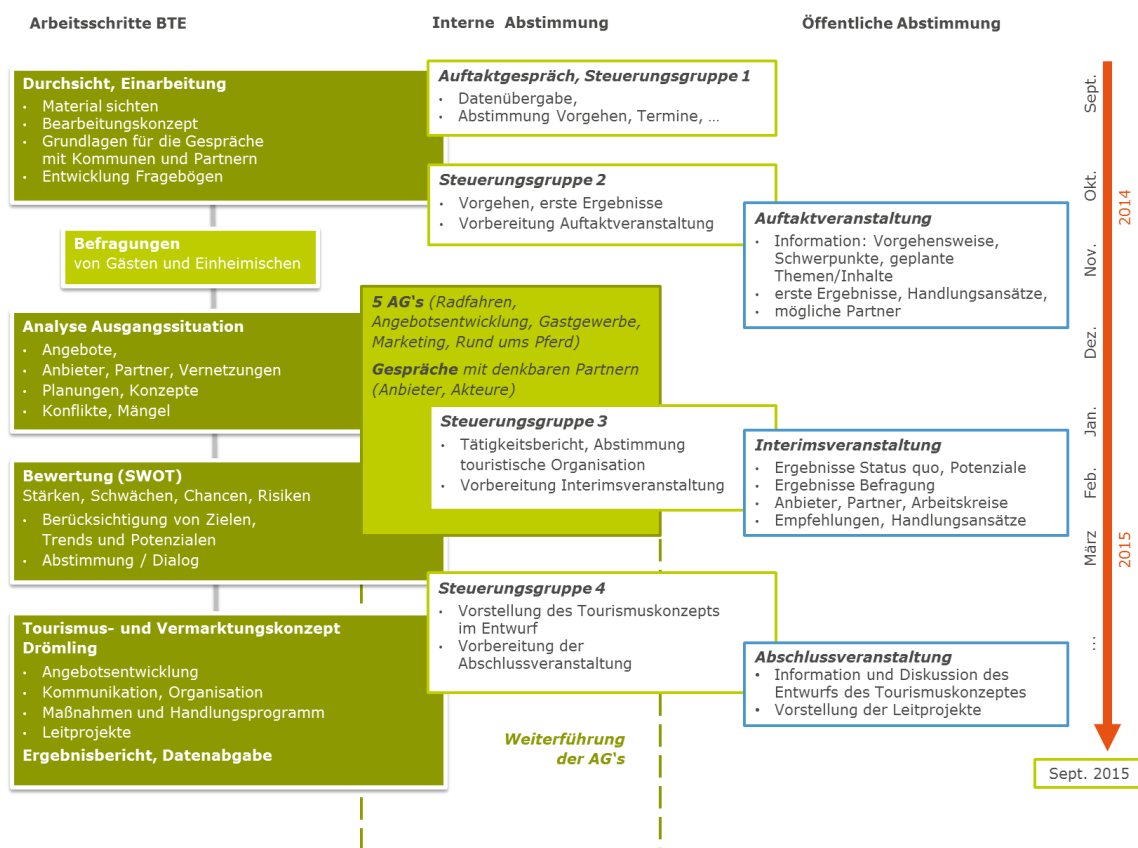 Arbeitsschritte BTE
Interne Abstimmung
Öffentliche Abstimmung
Durchsicht, Einarbeitung
· Material sichten
· Bearbeitungskonzept
· Grundlagen für die Gespräche
mit Kommunen und Partnern
· Entwicklung Fragebögen
Befragungen
von Gästen und Einheimischen
Analyse Ausgangssituation
· Angebote,
· Anbieter, Partner, Vernetzungen
· Planungen, Konzepte
· Konflikte, Mängel
Bewertung (SWOT)
Stärken, Schwächen, Chancen, Risiken
· Berücksichtigung von Zielen,
Trends und Potenzialen
· Abstimmung / Dialog
Tourismus- und Vermarktungskonzept
Drömling
· Angebotsentwicklung
· Kommunikation, Organisation
· Maßnahmen und Handlungsprogramm
· Leitprojekte
Ergebnisbericht, Datenabgabe
Auftaktgespräch, Steuerungsgruppe 1
· Datenübergabe,
· Abstimmung Vorgehen, Termine, …
Steuerungsgruppe 2
· Vorgehen, erste Ergebnisse
· Vorbereitung Auftaktveranstaltung
5 AG‘s (Radfahren,
Angebotsentwicklung, Gastgewerbe,
Marketing, Rund ums Pferd)
Gespräche mit denkbaren Partnern
(Anbieter, Akteure)
Steuerungsgruppe 3
· Tätigkeitsbericht, Abstimmung
touristische Organisation
· Vorbereitung Interimsveranstaltung
Steuerungsgruppe 4
· Vorstellung des Tourismuskonzepts
im Entwurf
· Vorbereitung der
Abschlussveranstaltung
Weiterführung
der AG‘s
Auftaktveranstaltung
· Information: Vorgehensweise,
Schwerpunkte, geplante
Themen/Inhalte
· erste Ergebnisse, Handlungsansätze,
· mögliche Partner
Interimsveranstaltung
· Ergebnisse Status quo, Potenziale
· Ergebnisse Befragung
· Anbieter, Partner, Arbeitskreise
· Empfehlungen, Handlungsansätze
Abschlussveranstaltung
• Information und Diskussion des
Entwurfs des Tourismuskonzeptes
• Vorstellung der Leitprojekte
Sept.
Okt.
Nov.
Dez.
Jan.
Feb.
März
…
2014
2015
Sept. 2015